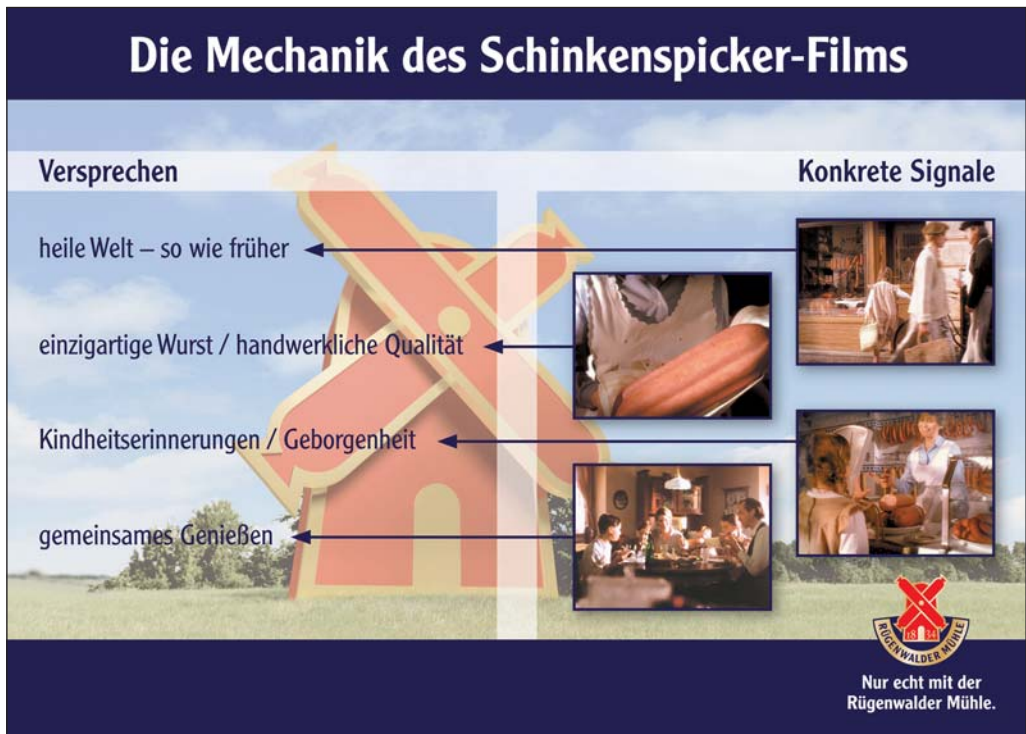 Die Mechanik des Schinkenspicker-Films
Versprechen
Konkrete Signale
heile Welt – so wie früher
einzigartige Wurst / handwerkliche Qualität
Kindheitserinnerungen / Geborgenheit
gemeinsames Genießen
18 34
RÜGENWALDER MÜHLE
Nur echt mit der
Rügenwalder Mühle.